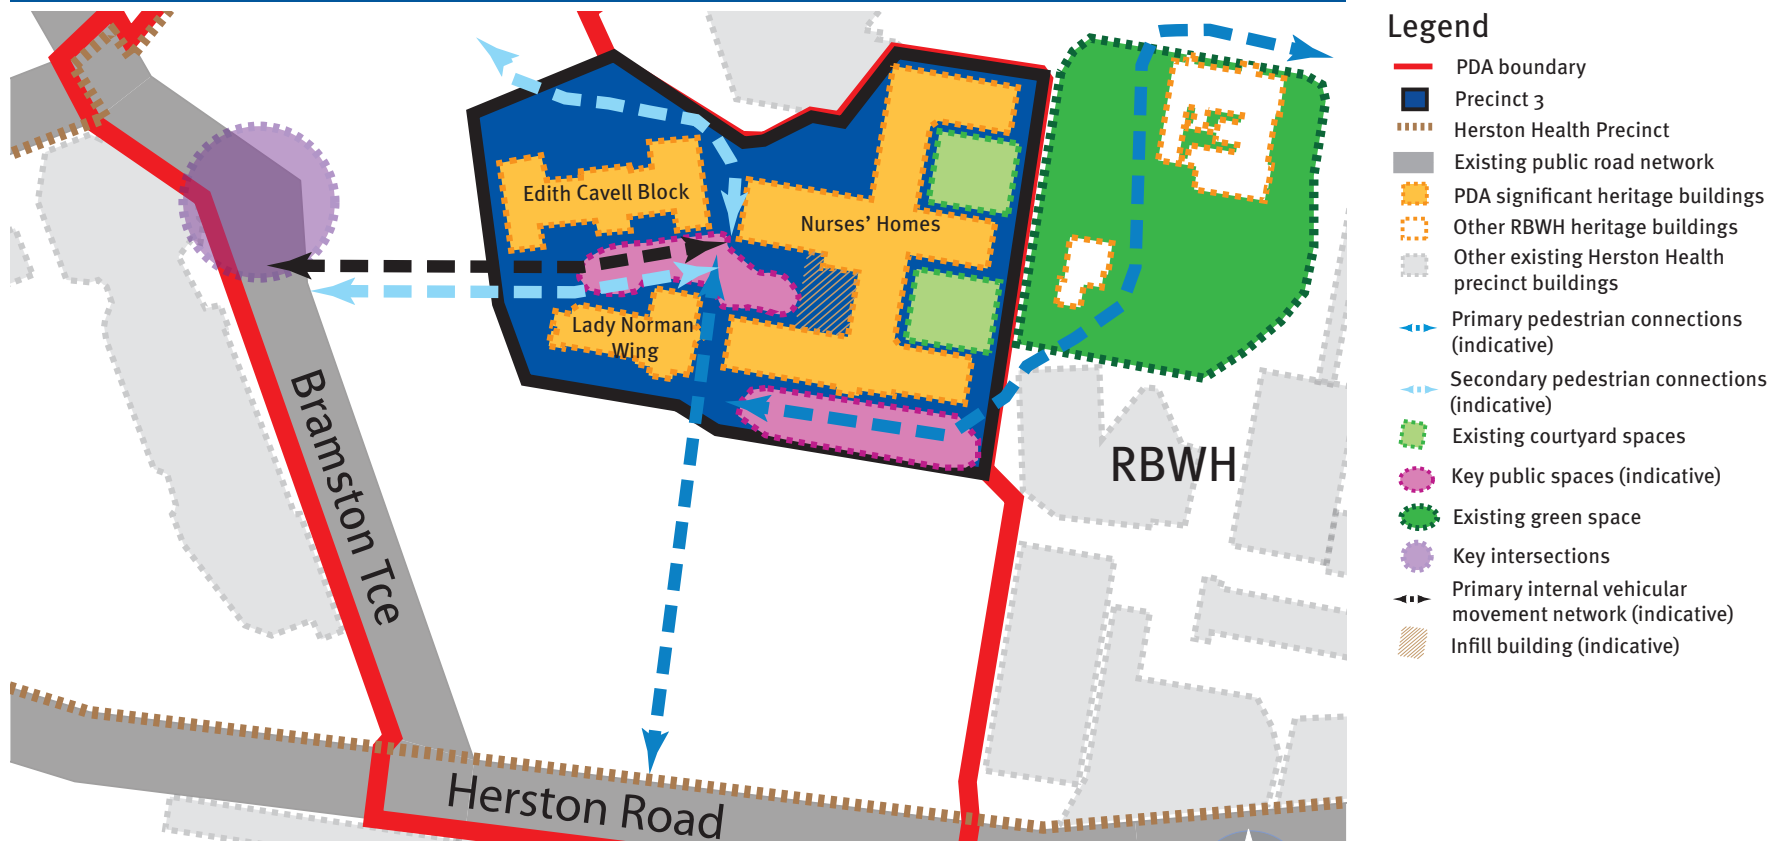 Edith Cavell Block
Nurses' Homes
Lady Norman
Wing
Bramston Tce
RBWH
Herston Road
Legend
PDA boundary
Precinct 3
Herston Health Precinct
Existing public road network
PDA significant heritage buildings
Other RBWH heritage buildings
Other existing Herston Health
precinct buildings
Primary pedestrian connections
(indicative)
Secondary pedestrian connections
(indicative)
Existing courtyard spaces
Key public spaces (indicative)
Existing green space
Key intersections
Primary internal vehicular
movement network (indicative)
Infill building (indicative)